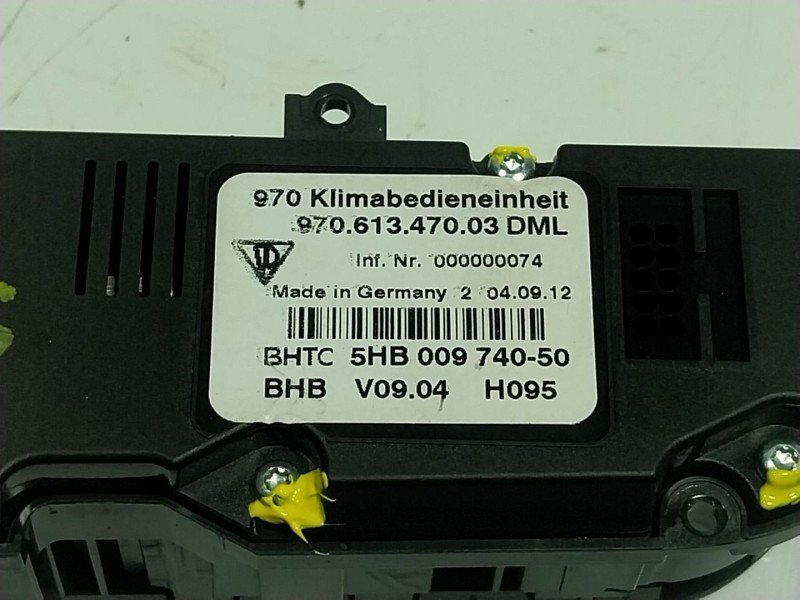 970 Klimabedieneinheit
970.613.470.03 DML
Inf. Nr. 000000074
Made in Germany 2 04.09.12
BHTC 5HB 009 740-50
BHB V09.04 H095